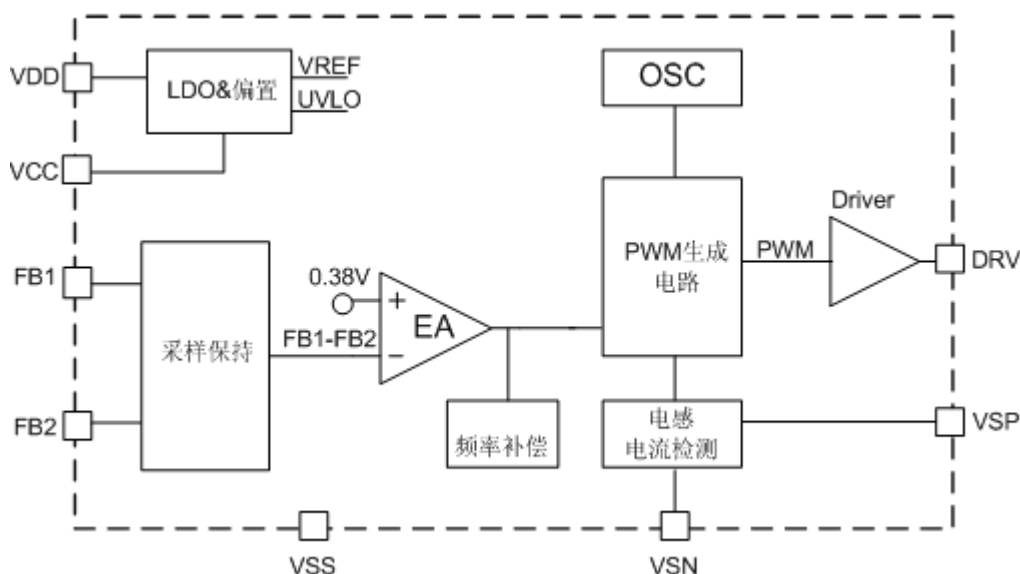 VDD
LDO&偏置
VREF
UVLO
VCC
OSC
Driver
FB1
采样保持
FB2
0.38V
FB1-FB2
+
EA
−
频率补偿
PWM生成
电路
PWM
DRV
电感
电流检测
VSP
VSS
VSN